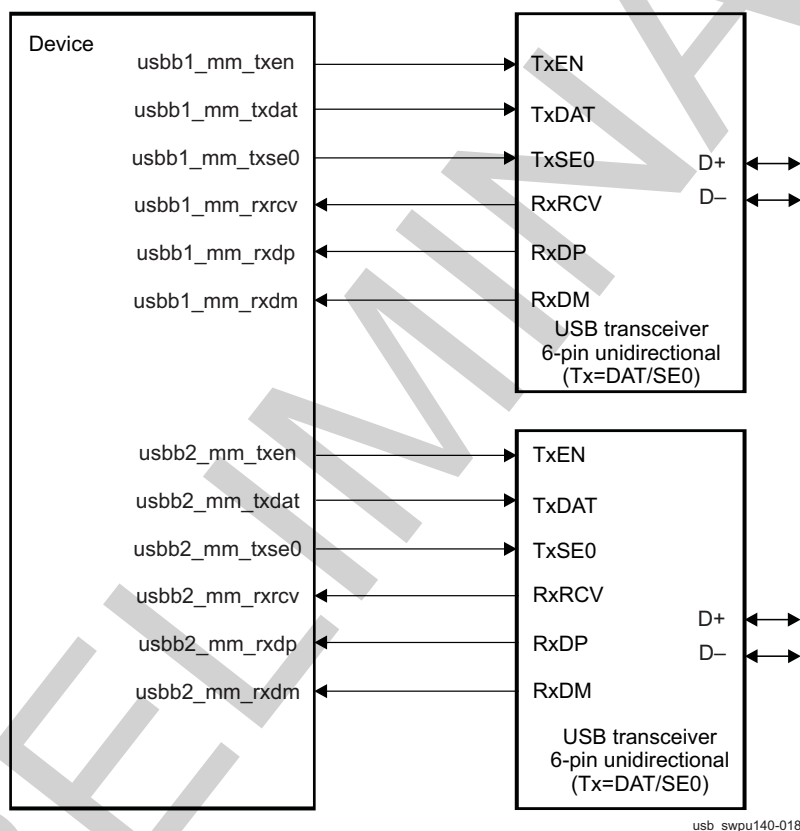 Device
usbb1_mm_txen
usbb1_mm_txdat
usbb1_mm_txse0
usbb1_mm_rxrcv
usbb1_mm_rxdp
usbb1_mm_rxdm
TxEN
TxDAT
TxSE0
RxRCV
RxDP
RxDM
D+
D–
USB transceiver
6-pin unidirectional
(Tx=DAT/SE0)
usbb2_mm_txen
usbb2_mm_txdat
usbb2_mm_txse0
usbb2_mm_rxrcv
usbb2_mm_rxdp
usbb2_mm_rxdm
TxEN
TxDAT
TxSE0
RxRCV
RxDP
RxDM
D+
D–
USB transceiver
6-pin unidirectional
(Tx=DAT/SE0)
usb_swpu140-018
ELIMINA